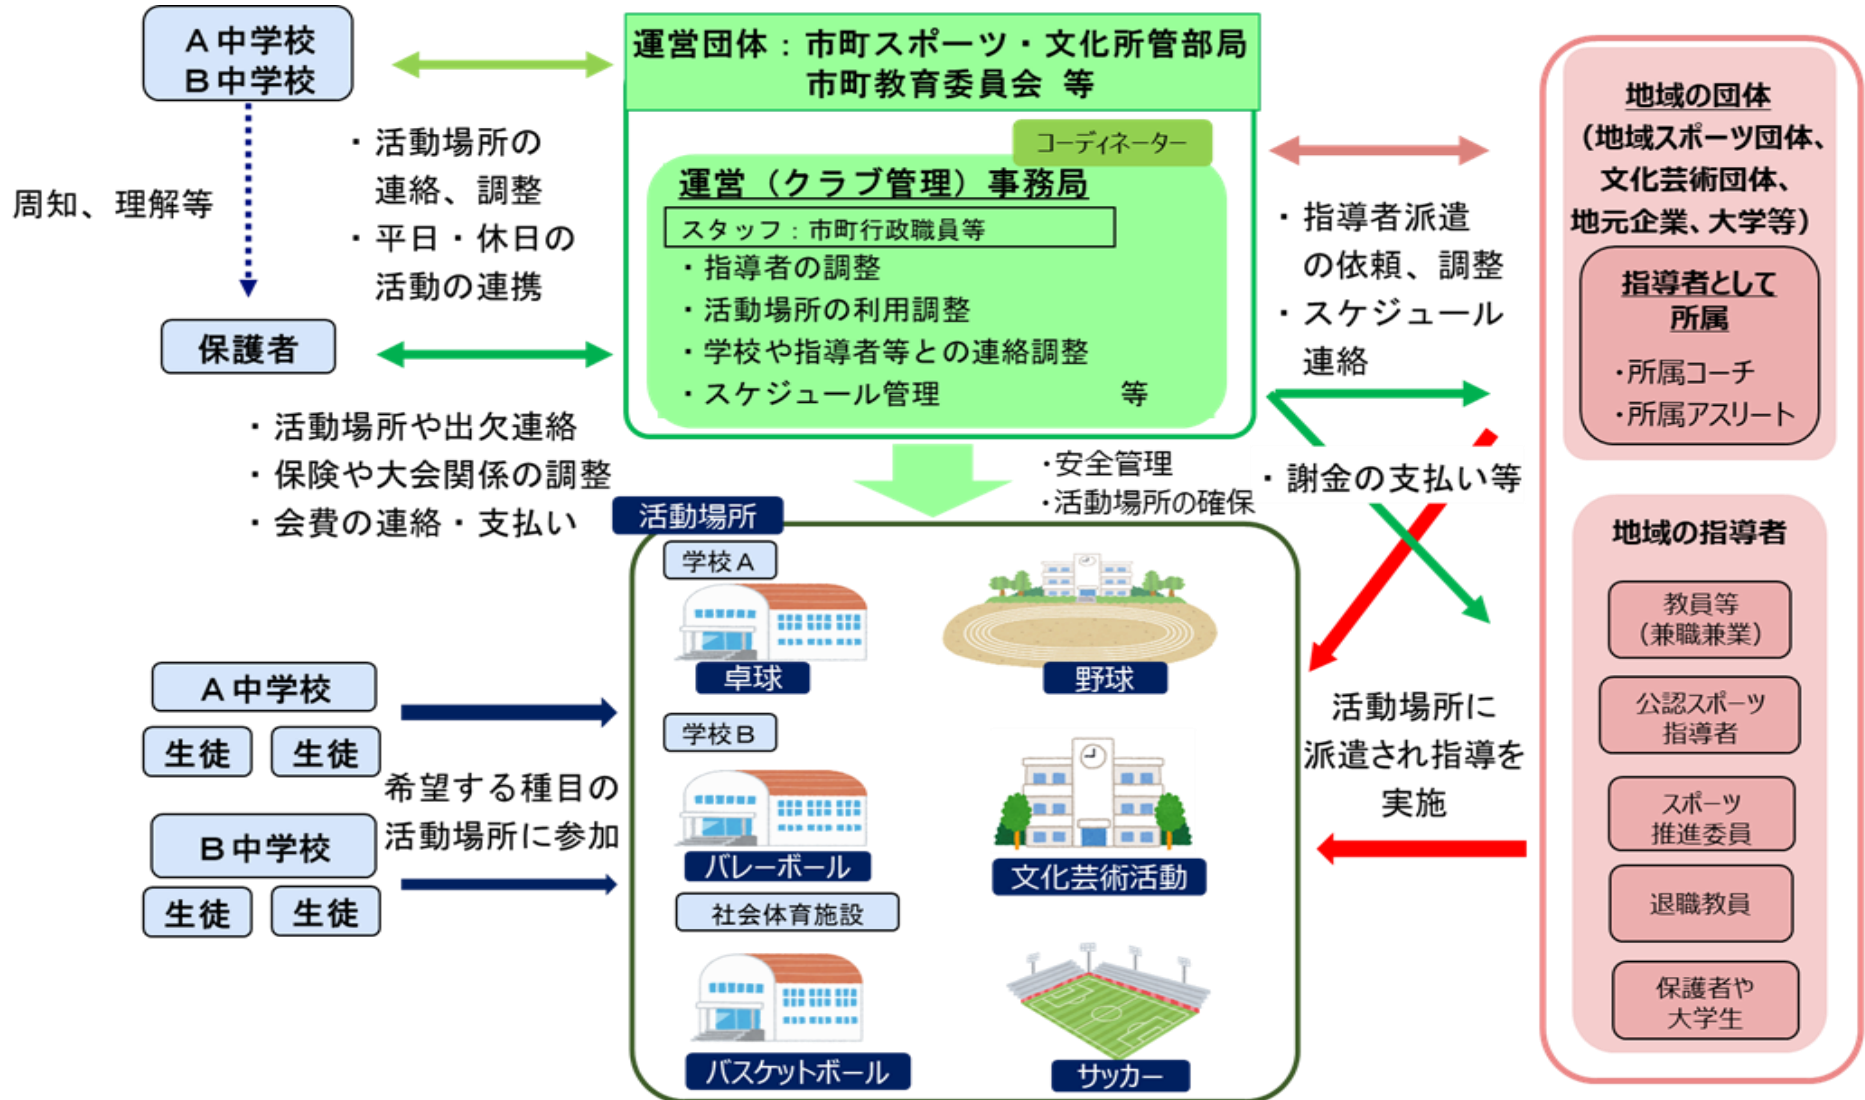 A中学校
B中学校
周知、理解等
保護者
・活動場所の
連絡、調整
・平日・休日の
活動の連携
・活動場所や出欠連絡
・保険や大会関係の調整
・会費の連絡・支払い
運営団体：市町スポーツ・文化所管部局
市町教育委員会 等
コーディネーター
運営（クラブ管理）事務局
スタッフ：市町行政職員等
・指導者の調整
・活動場所の利用調整
・学校や指導者等との連絡調整
・スケジュール管理 等
・安全管理
・活動場所の確保
・指導者派遣
の依頼、調整
・スケジュール
連絡
・謝金の支払い等
地域の団体
（地域スポーツ団体、
文化芸術団体、
地元企業、大学等）
指導者として
所属
・所属コーチ
・所属アスリート
地域の指導者
教員等
（兼職兼業）
公認スポーツ
指導者
スポーツ
推進委員
退職教員
保護者や
大学生
活動場所に
派遣され指導を
実施
活動場所
学校A
卓球
野球
学校B
バレーボール
文化芸術活動
社会体育施設
バスケットボール
サッカー
A中学校
生徒 生徒
希望する種目の
活動場所に参加
B中学校
生徒 生徒